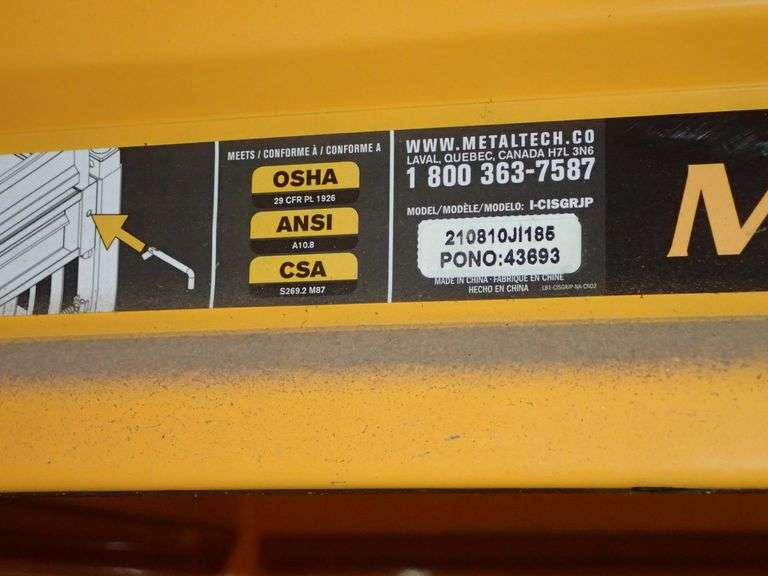 MEETS / CONFORME À / CONFORME A
OSHA
29 CFR Pt. 1926
ANSI
A10.8
CSA
S269.2 M87
WWW.METALTECH.CO
LAVAL, QUEBEC, CANADA H7L 3N6
1 800 363-7587
MODEL/MODÈLE/MODELO: I-CISGRJP
210810JI185
PONO:43693
MADE IN CHINA · FABRIQUÉ EN CHINE
HECHO EN CHINA
M